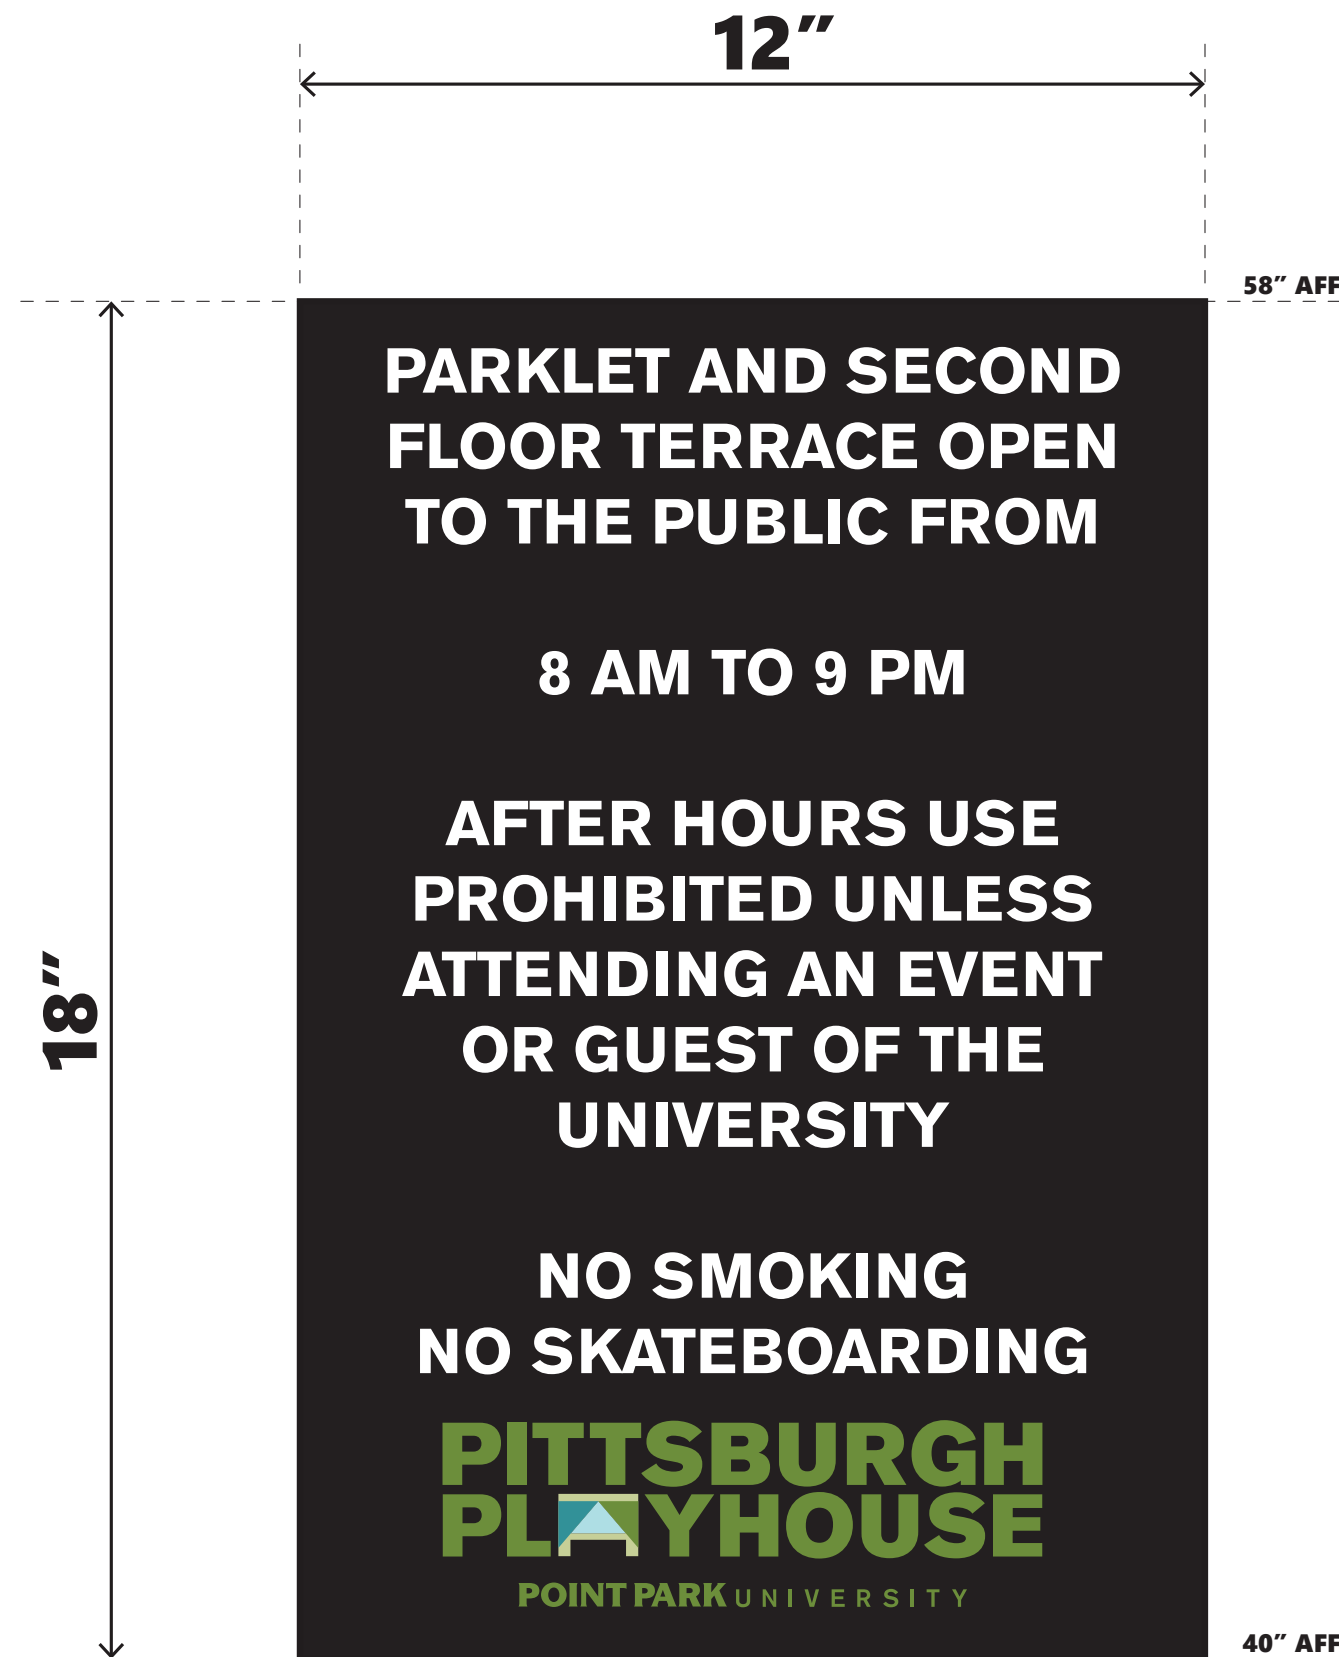 12"
58" AFF
PARKLET AND SECOND
FLOOR TERRACE OPEN
TO THE PUBLIC FROM
8 AM TO 9 PM
AFTER HOURS USE
PROHIBITED UNLESS
ATTENDING AN EVENT
OR GUEST OF THE
UNIVERSITY
18"
NO SMOKING
NO SKATEBOARDING
PITTSBURGH
PLAYHOUSE
POINT PARK UNIVERSITY
40" AFF